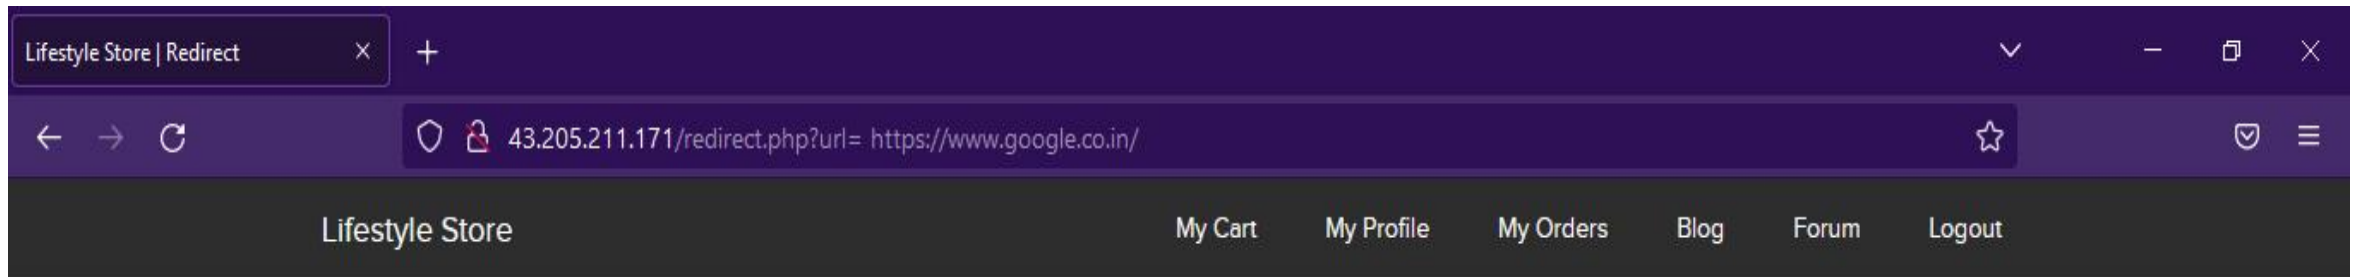 Lifestyle Store | Redirect
43.205.211.171/redirect.php?url= https://www.google.co.in/
Lifestyle Store My Cart My Profile My Orders Blog Forum Logout